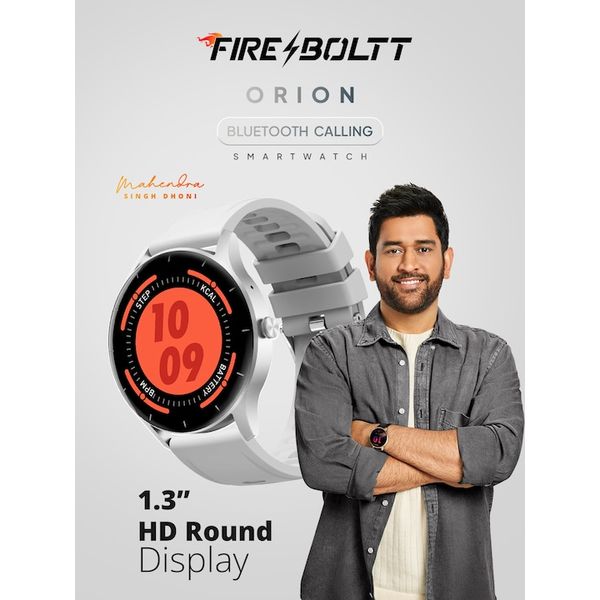 FIRE BOLTT
ORION
BLUETOOTH CALLING
SMARTWATCH
Mahendra
SINGH DHONI
STEP
KCAL
10
09
BPM
BATTERY
1.3”
HD Round
Display